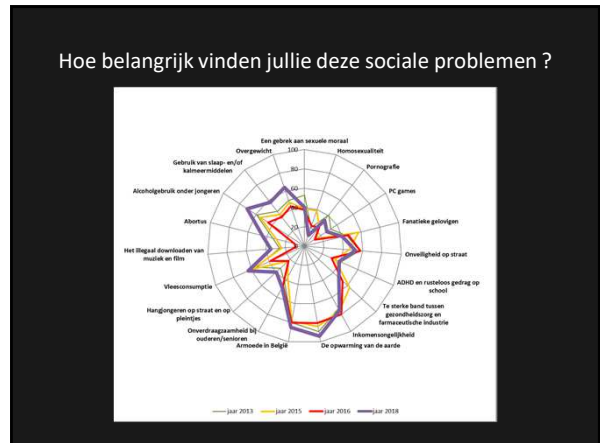 Hoe belangrijk vinden jullie deze sociale problemen ?
Een gebrek aan sexuele moraal
100
80
60
40
20
0
Homosexualiteit
Pornografie
PC games
Fanatieke gelovigen
Onveiligheid op straat
ADHD en rusteloos gedrag op
school
Te sterke band tussen
gezondheidszorg en
farmaceutische industrie
Inkomensongelijkheid
De opwarming van de aarde
Armoede in België
Onverdraagzaamheid bij
ouderen/senioren
Hangjongeren op straat en op
pleintjes
Vleesconsumptie
Het illegaal downloaden van
muziek en film
Abortus
Alcoholgebruik onder jongeren
Gebruik van slaap- en/of
kalmeermiddelen
Overgewicht
jaar 2013
jaar 2015
jaar 2016
jaar 2018